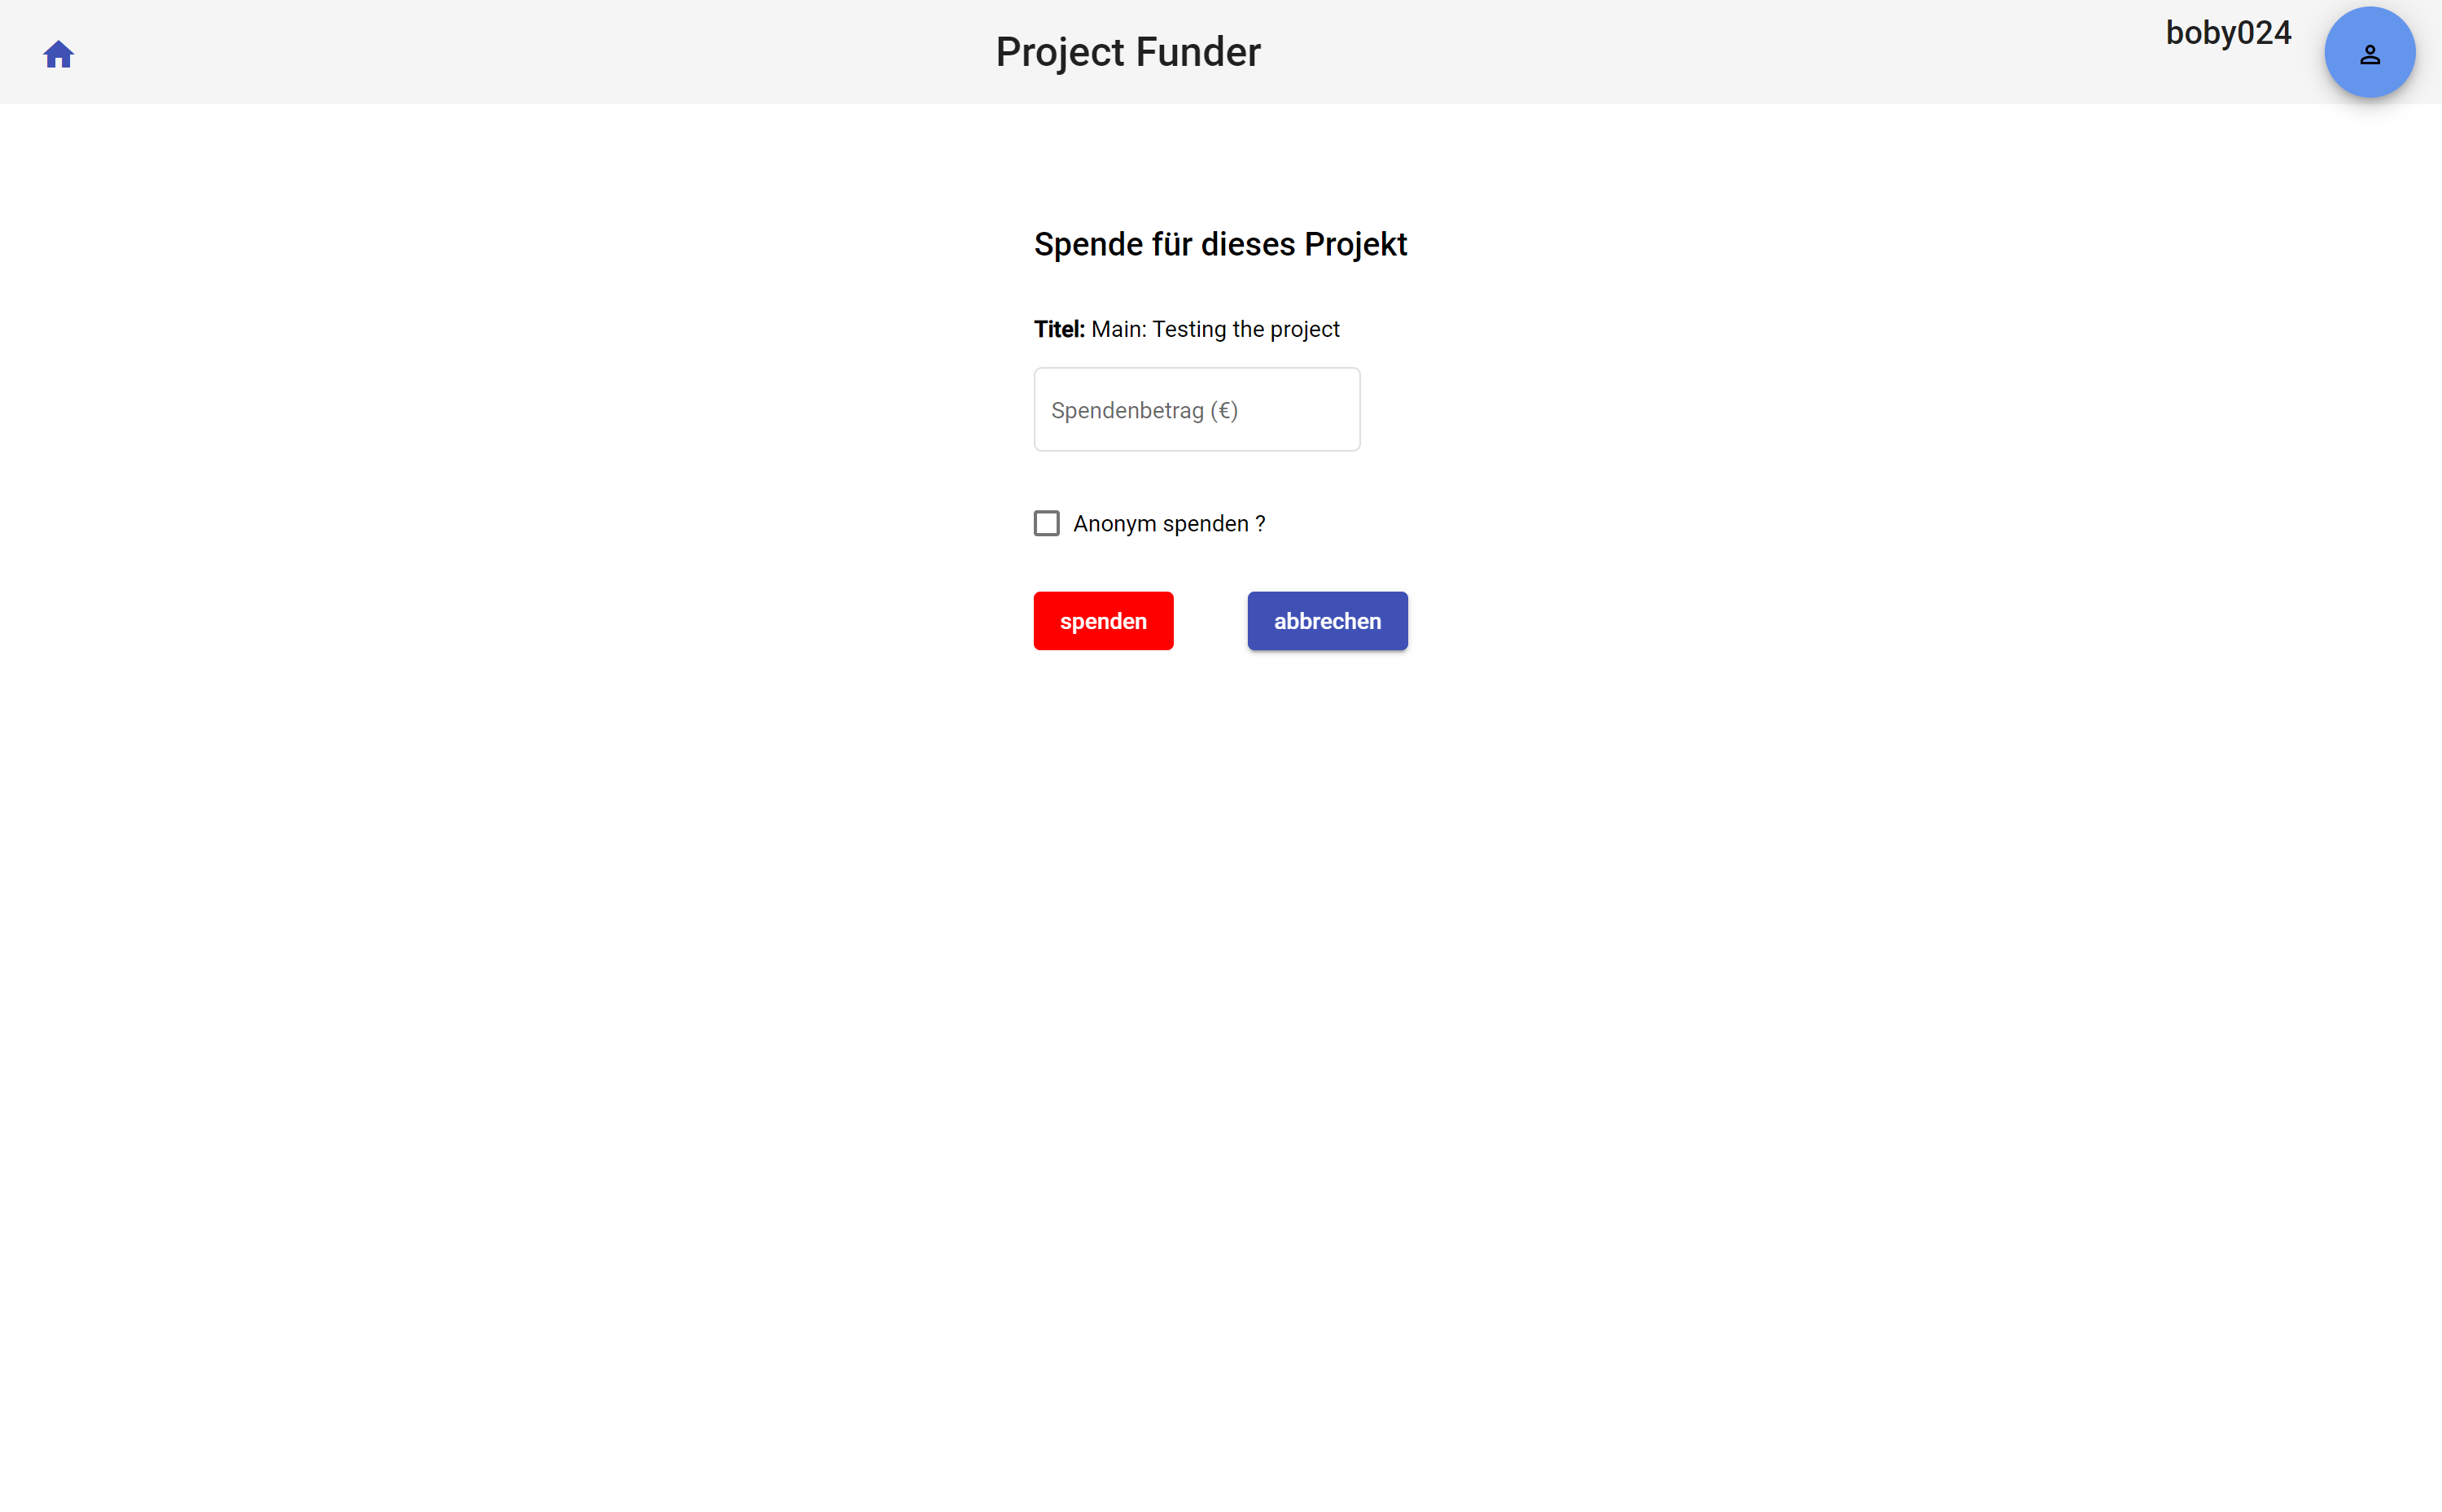 Project Funder
boby024
Spende für dieses Projekt
Titel: Main: Testing the project
Spendenbetrag (€)
Anonym spenden ?
spenden
abbrechen